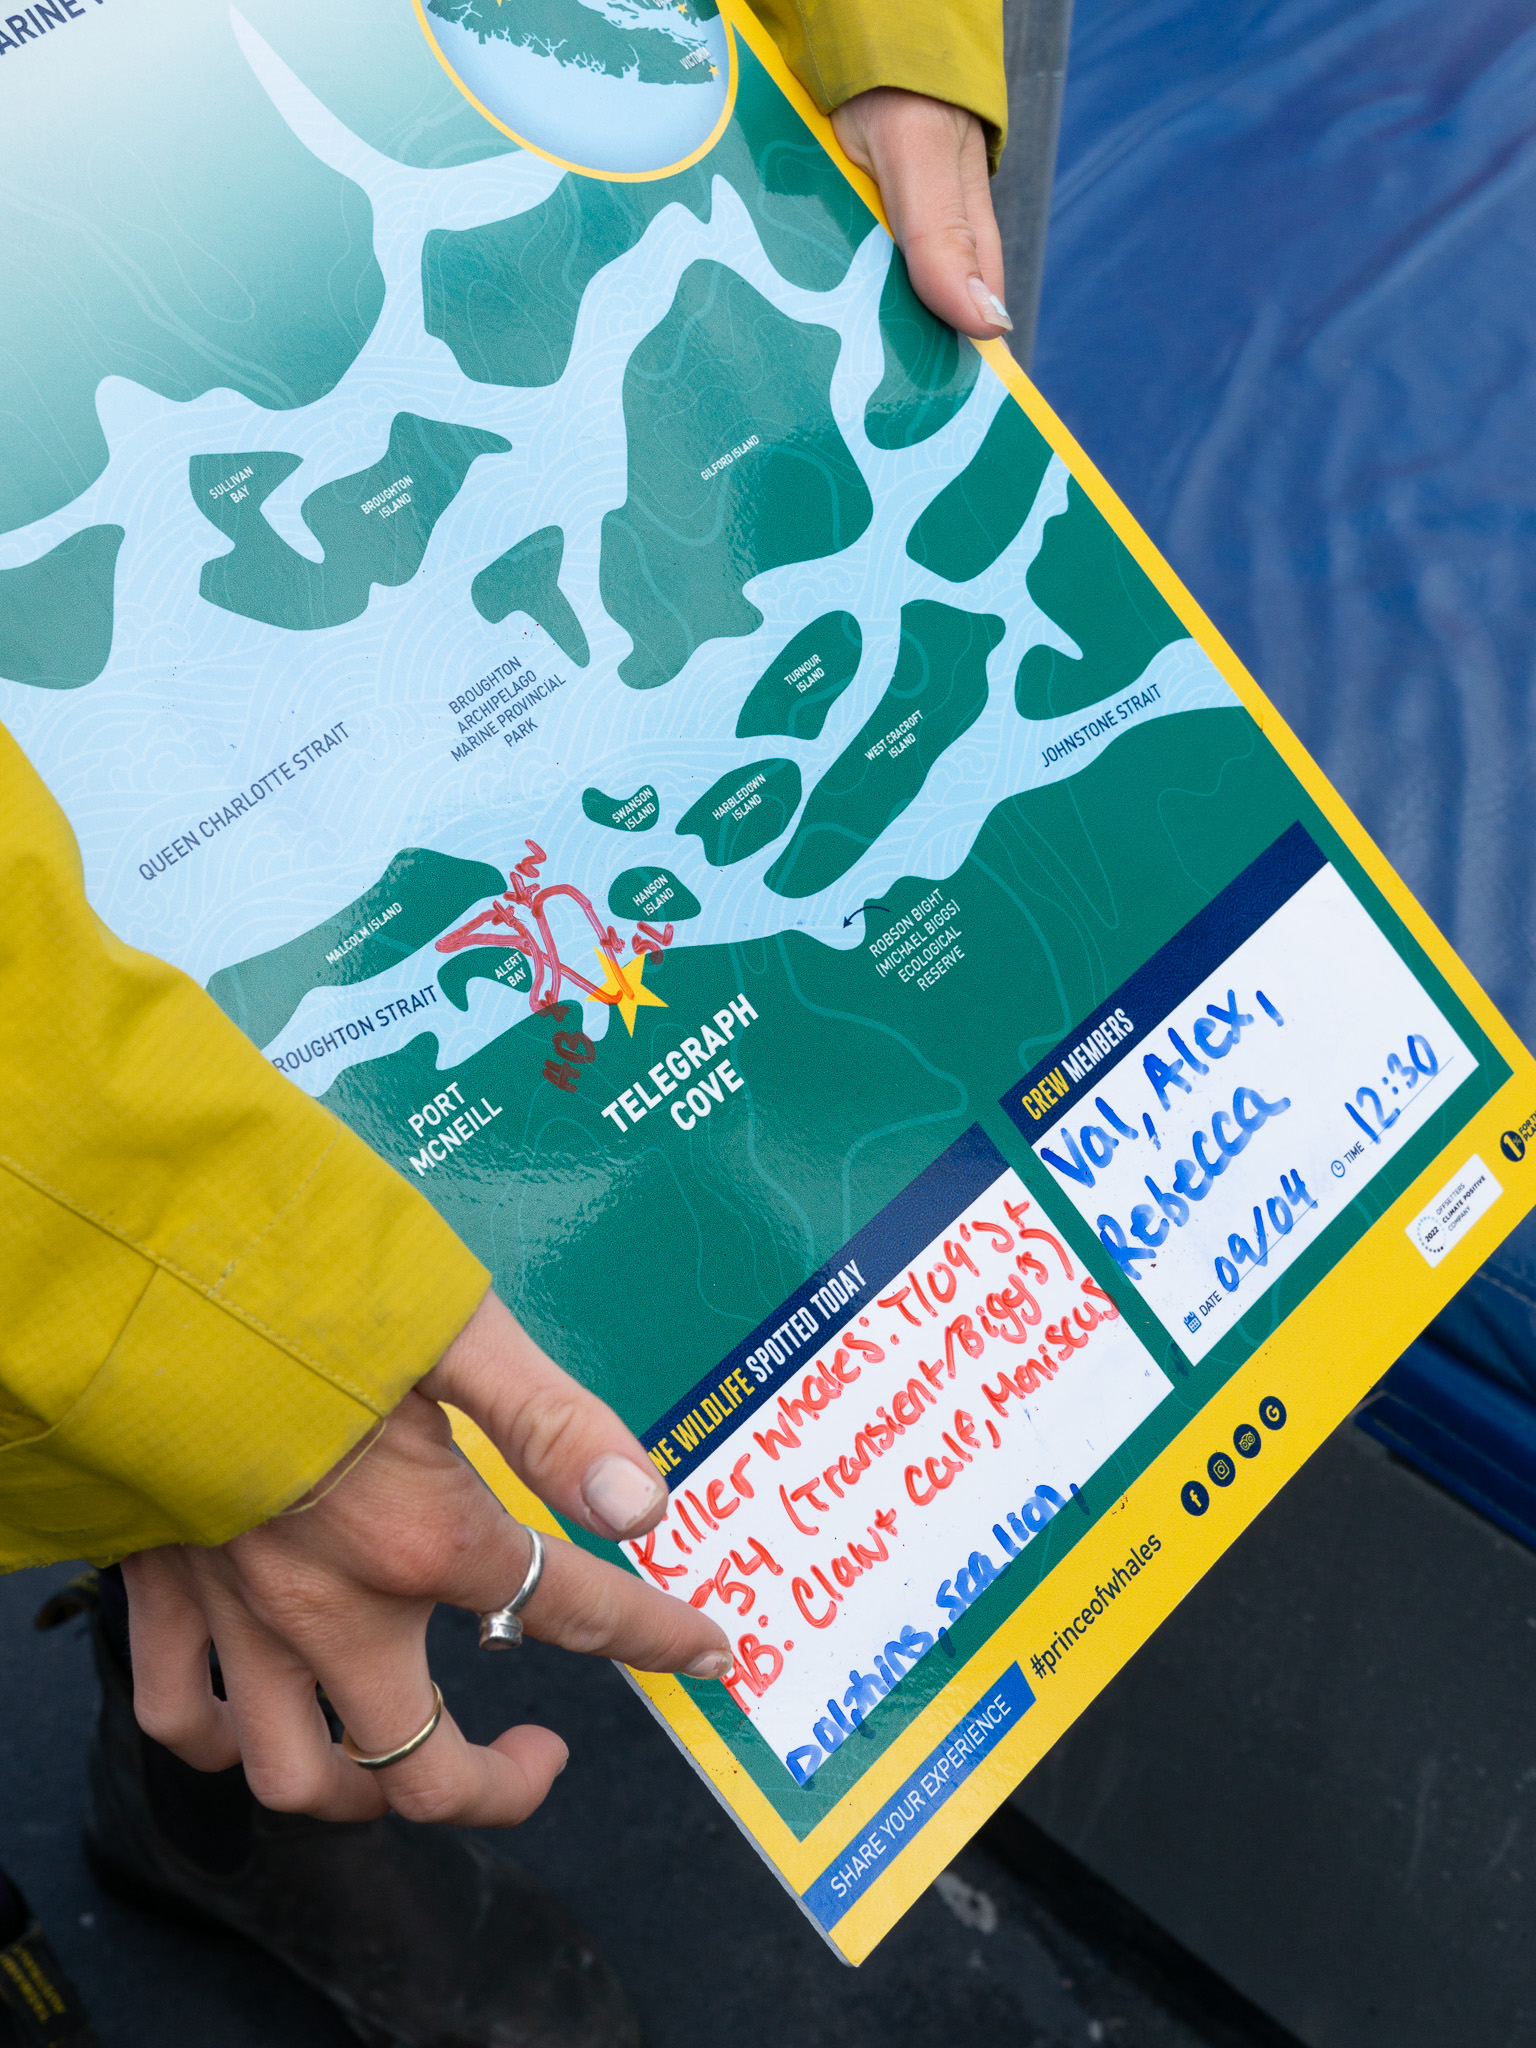 VICTORIA
SULLIVAN
BAY
BROUGHTON
ISLAND
GILFORD ISLAND
BROUGHTON
ARCHIPELAGO
MARINE PROVINCIAL
PARK
QUEEN CHARLOTTE STRAIT
TURNOUR
ISLAND
WEST CRACROFT
ISLAND
JOHNSTONE STRAIT
SWANSON
ISLAND
HARBLEDOWN
ISLAND
HANSON
ISLAND
MALCOLM ISLAND
ALERT
BAY
ROUGHTON STRAIT
KW
SL
HB
ROBSON BIGHT
(MICHAEL BIGGS)
ECOLOGICAL
RESERVE
PORT
MCNEILL
TELEGRAPH
COVE
CREW MEMBERS
Val, Alex,
Rebecca
DATE 09/04
TIME 12:30
NE WILDLIFE SPOTTED TODAY
Killer whales: T109's +
T54 (Transient/Bigg's)
HB: Claw + calf, Moniscus
Dolphins, sea lion,
SHARE YOUR EXPERIENCE
#princeofwhales
2022
OFFSETTERS
CLIMATE POSITIVE
COMPANY
1%